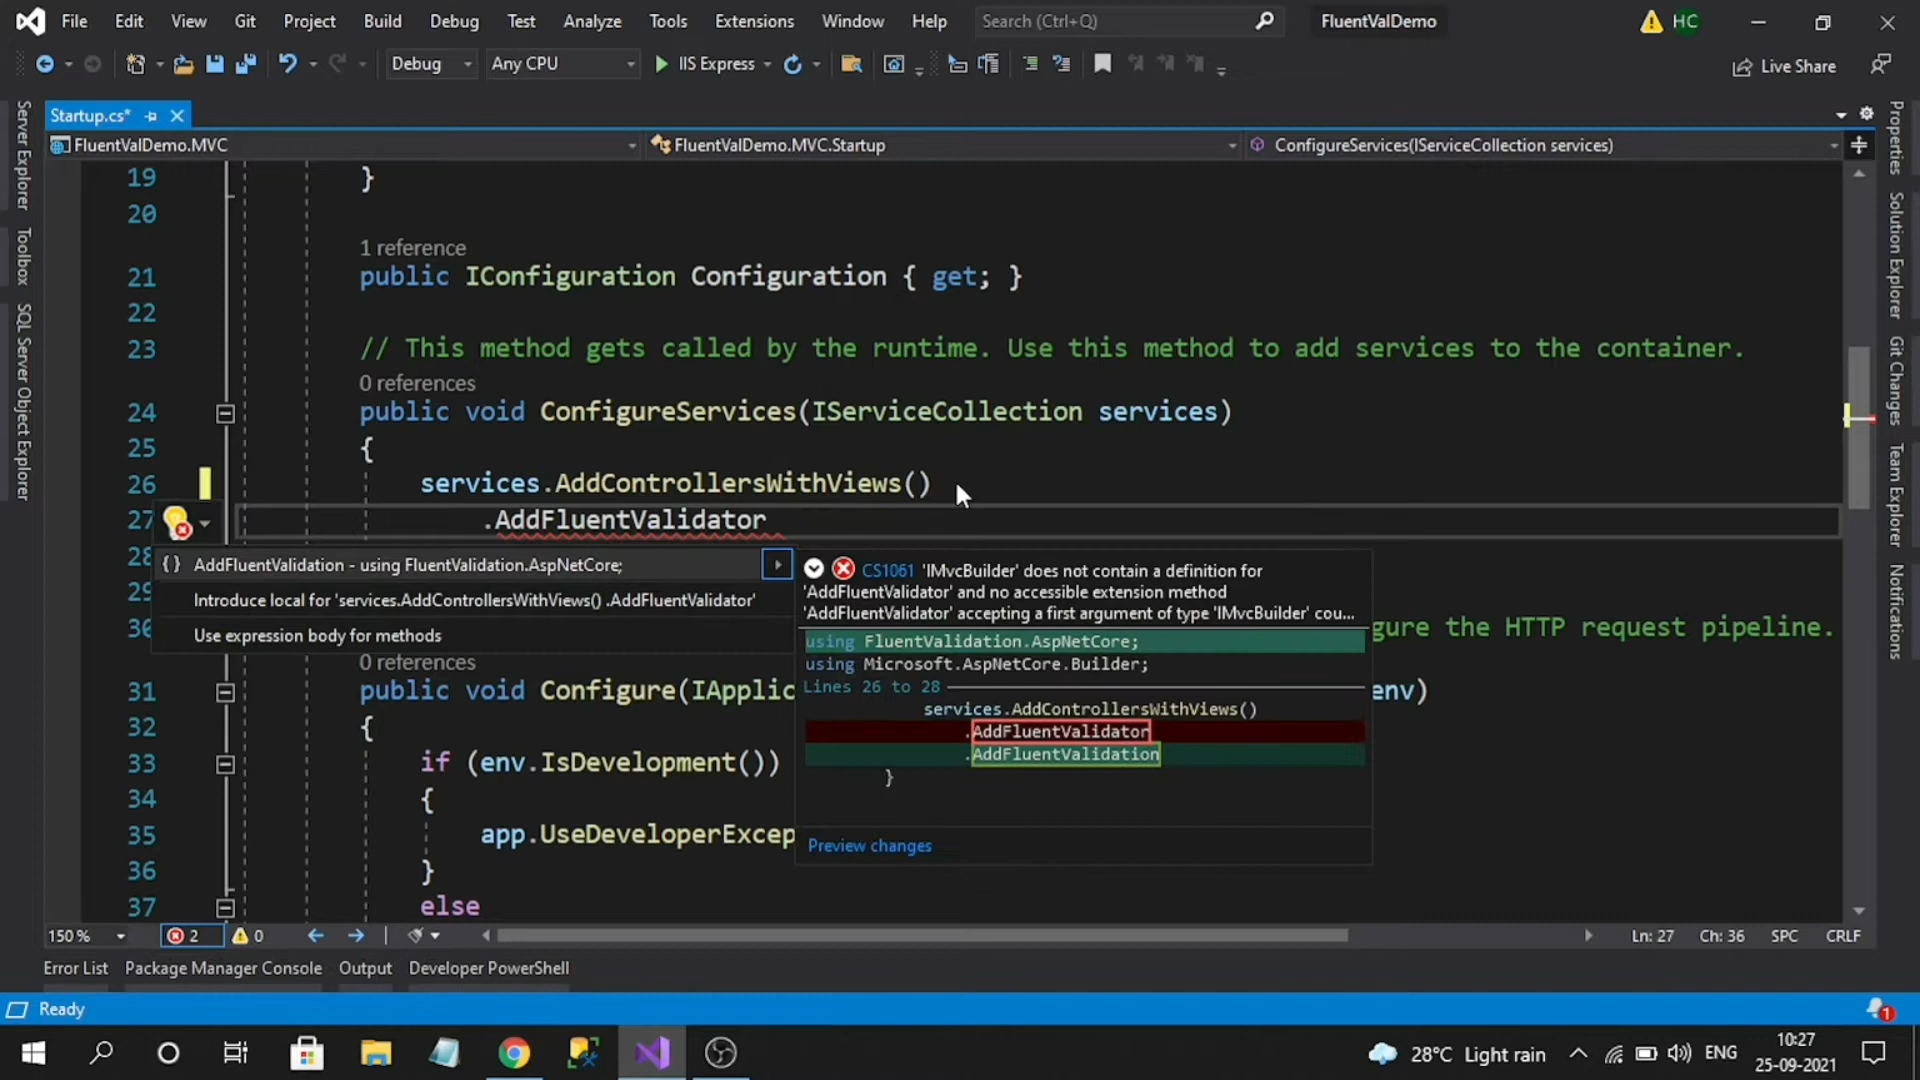 File Edit View Git Project Build Debug Test Analyze Tools Extensions Window Help Search (Ctrl+Q) FluentValDemo HC
Debug Any CPU IIS Express Live Share
Startup.cs*
FluentValDemo.MVC FluentValDemo.MVC.Startup ConfigureServices(IServiceCollection services)
Server Explorer
Toolbox
SQL Server Object Explorer
19 }
20
1 reference
21 public IConfiguration Configuration { get; }
22
23 // This method gets called by the runtime. Use this method to add services to the container.
0 references
24 public void ConfigureServices(IServiceCollection services)
25 {
26 services.AddControllersWithViews()
27 .AddFluentValidator
28
{ } AddFluentValidation - using FluentValidation.AspNetCore;
Introduce local for 'services.AddControllersWithViews() .AddFluentValidator'
Use expression body for methods
CS1061 'IMvcBuilder' does not contain a definition for
'AddFluentValidator' and no accessible extension method
'AddFluentValidator' accepting a first argument of type 'IMvcBuilder' cou...
using FluentValidation.AspNetCore;
using Microsoft.AspNetCore.Builder;
Lines 26 to 28
services.AddControllersWithViews()
.AddFluentValidator
.AddFluentValidation
}
Preview changes
gure the HTTP request pipeline.
0 references
31 public void Configure(IApplic env)
32 {
33 if (env.IsDevelopment())
34 {
35 app.UseDeveloperExcep
36 }
37 else
Properties
Solution Explorer
Git Changes
Team Explorer
Notifications
150 % 2 0 Ln: 27 Ch: 36 SPC CRLF
Error List Package Manager Console Output Developer PowerShell
Ready 1
28°C Light rain ENG 10:27
25-09-2021